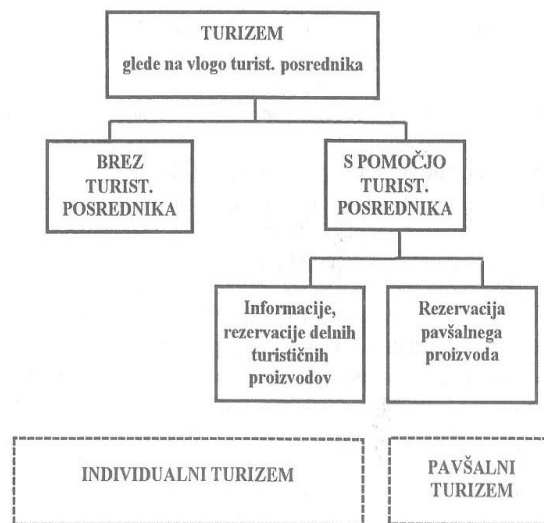 TURIZEM
glede na vlogo turist. posrednika
BREZ
TURIST.
POSREDNIKA
S POMOČJO
TURIST.
POSREDNIKA
Informacije,
rezervacije delnih
turističnih
proizvodov
Rezervacija
pavšalnega
proizvoda
INDIVIDUALNI TURIZEM
PAVŠALNI
TURIZEM